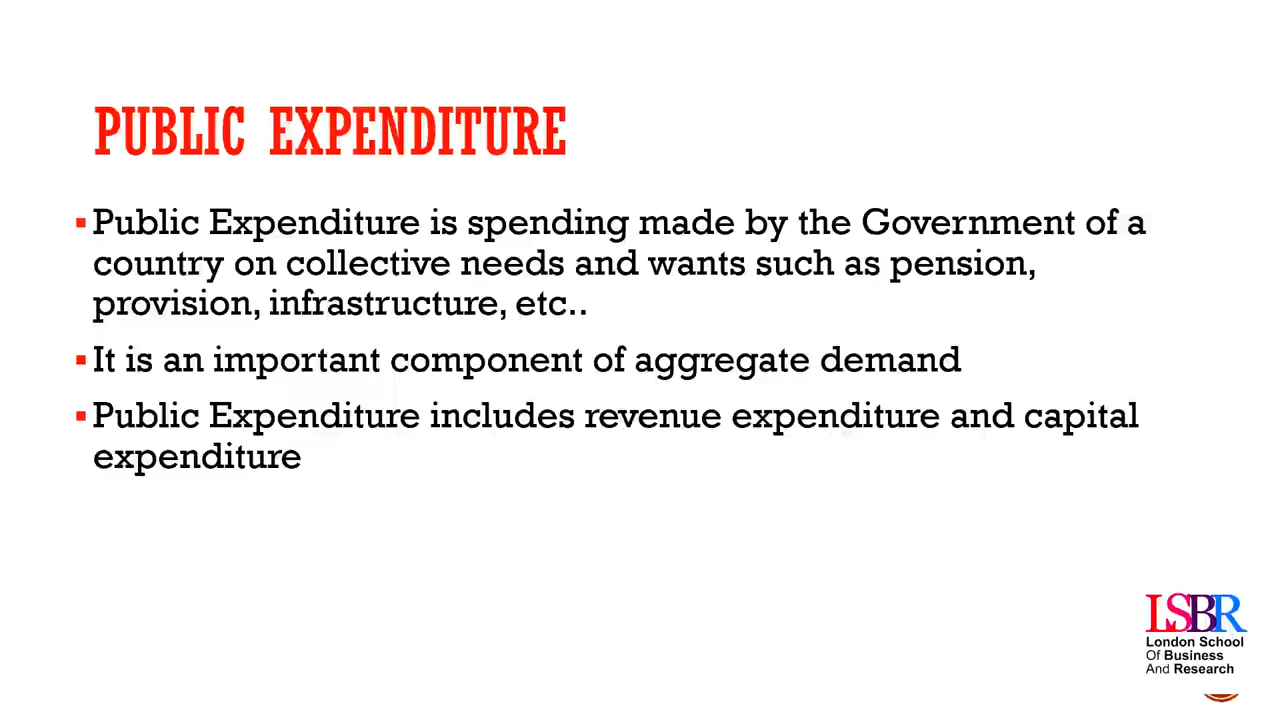 PUBLIC EXPENDITURE
▪Public Expenditure is spending made by the Government of a
country on collective needs and wants such as pension,
provision, infrastructure, etc..
▪It is an important component of aggregate demand
▪Public Expenditure includes revenue expenditure and capital
expenditure
LSBR
London School
Of Business
And Research